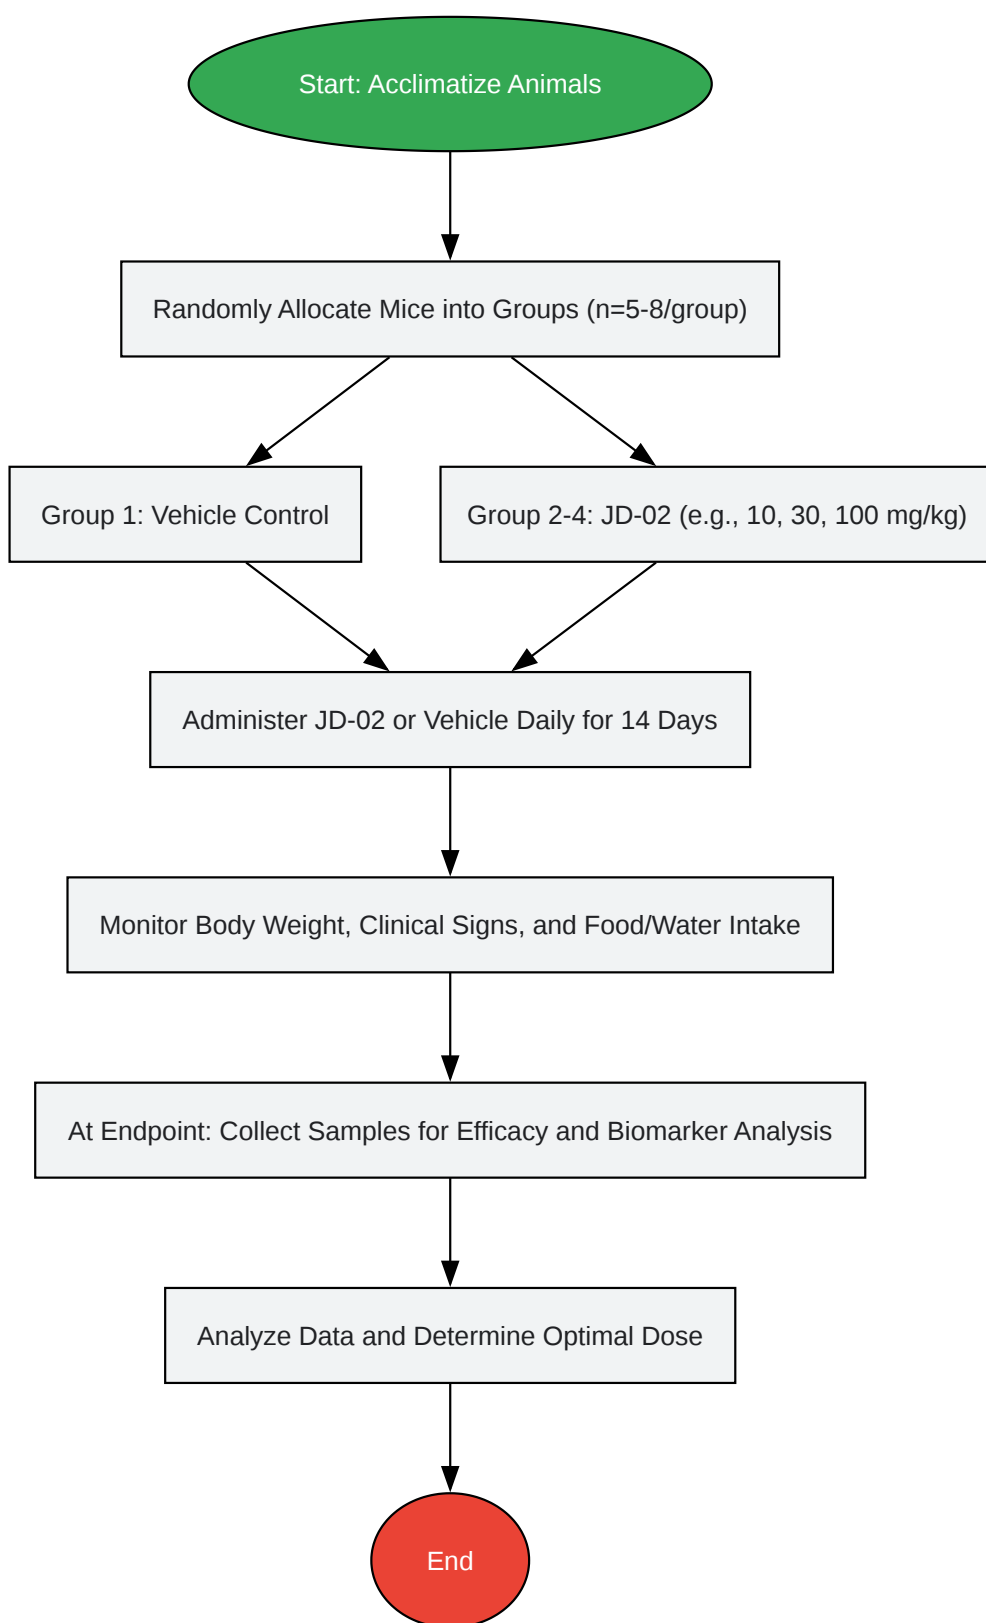 Start: Acclimatize Animals
Randomly Allocate Mice into Groups (n=5-8/group)
Group 1: Vehicle Control
Group 2-4: JD-02 (e.g., 10, 30, 100 mg/kg)
Administer JD-02 or Vehicle Daily for 14 Days
Monitor Body Weight, Clinical Signs, and Food/Water Intake
At Endpoint: Collect Samples for Efficacy and Biomarker Analysis
Analyze Data and Determine Optimal Dose
End